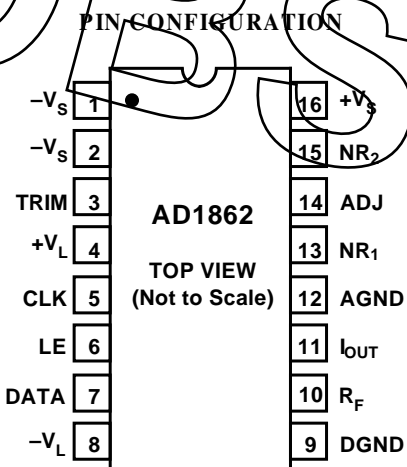 OBS
PIN CONFIGURATION
–VS 1 16 +VS
–VS 2 15 NR2
TRIM 3 14 ADJ
AD1862
+VL 4 13 NR1
TOP VIEW
CLK 5 (Not to Scale) 12 AGND
LE 6 11 IOUT
DATA 7 10 RF
–VL 8 9 DGND